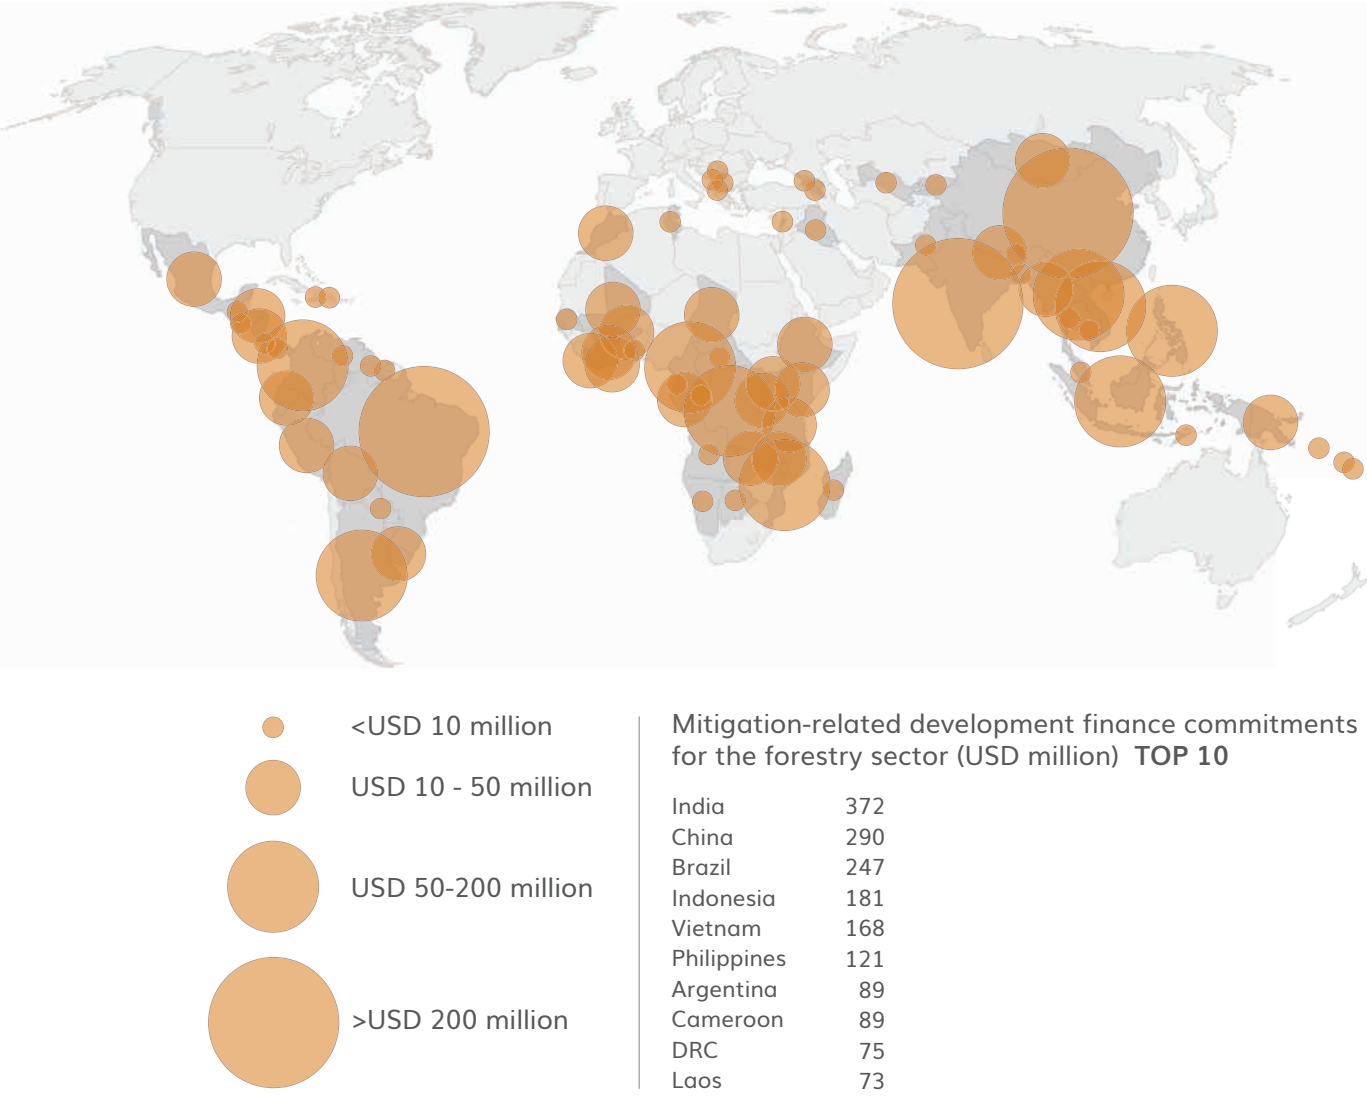 <USD 10 million
USD 10 - 50 million
USD 50-200 million
>USD 200 million
Mitigation-related development finance commitments
for the forestry sector (USD million) TOP 10
India 372
China 290
Brazil 247
Indonesia 181
Vietnam 168
Philippines 121
Argentina 89
Cameroon 89
DRC 75
Laos 73